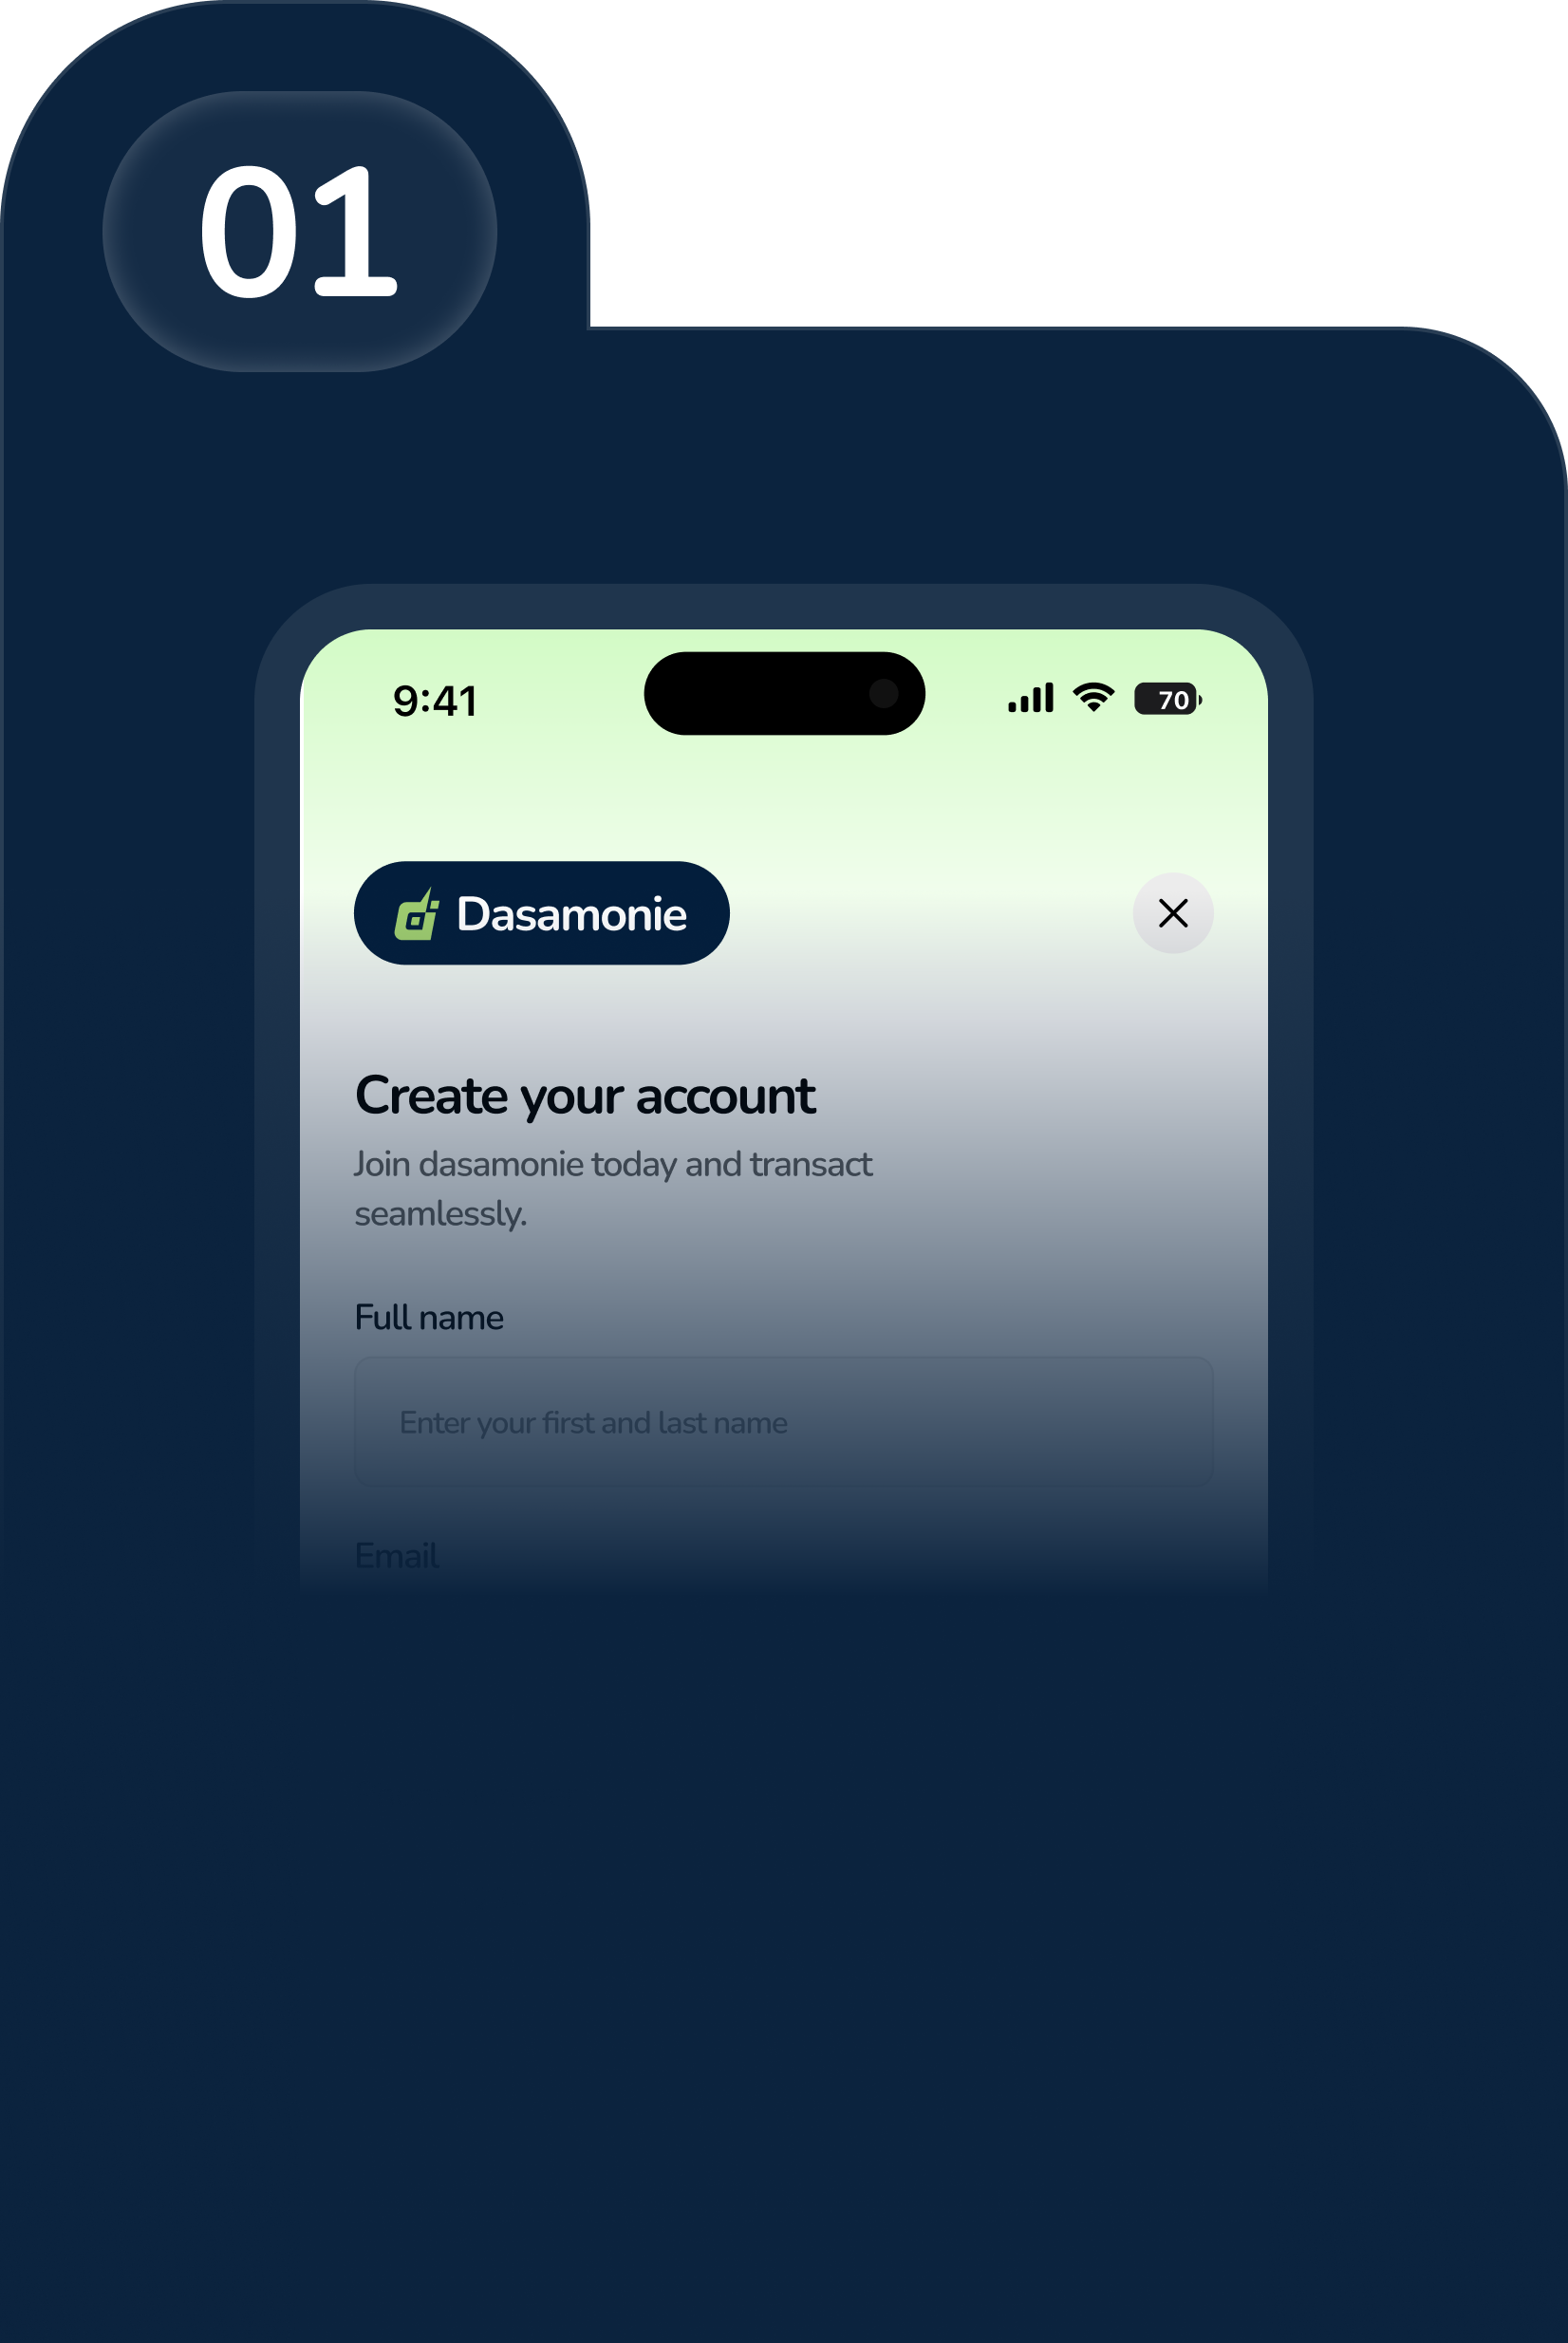 01
9:41
70
Dasamonie
Create your account
Join dasamonie today and transact
seamlessly.
Full name
Enter your first and last name
Email